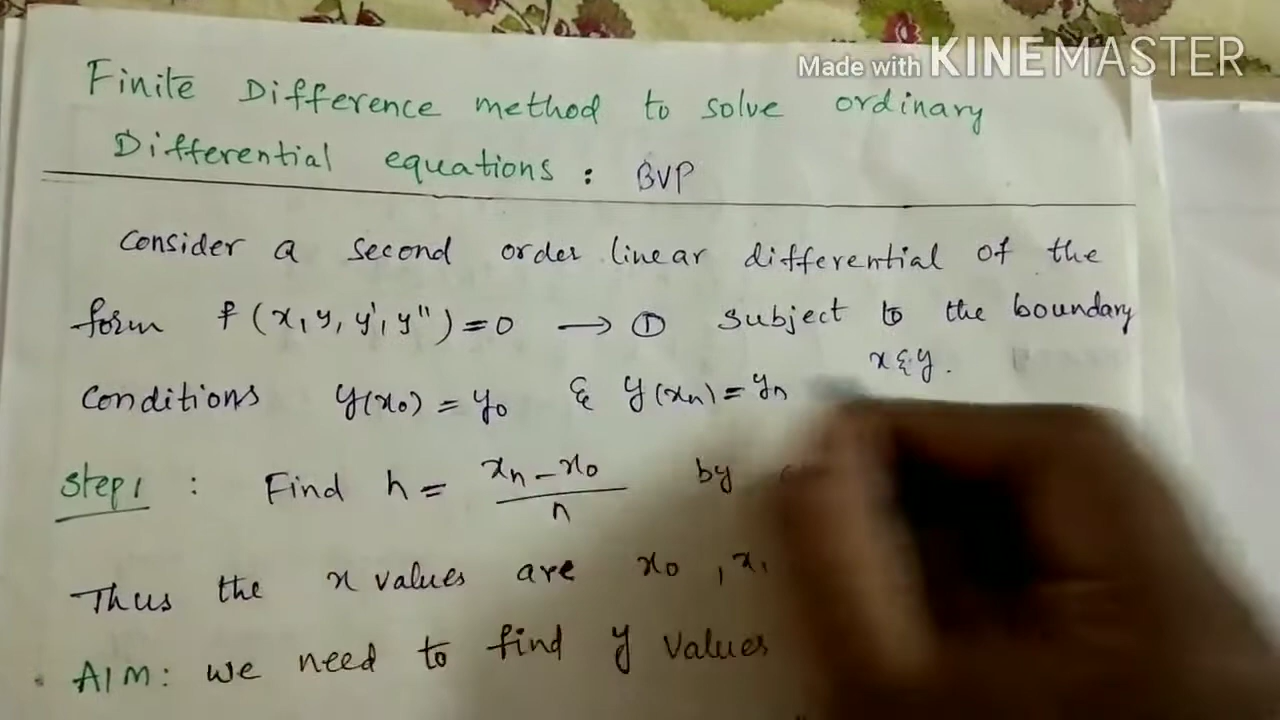 Made with KINEMASTER
Finite Difference method to solve ordinary
Differential equations : BVP
Consider a second order linear differential of the
form f(x, y, y', y'') = 0 → ① subject to the boundary
x & y.
Conditions y(x₀) = y₀ & y(xₙ) = yₙ
Step 1 : Find h = (xₙ - x₀)/n by
Thus the x values are x₀, x₁
AIM: we need to find y values